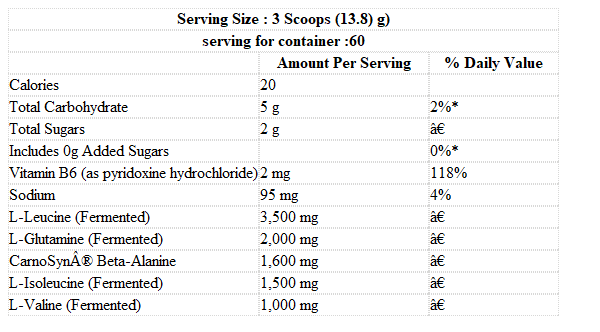 Serving Size : 3 Scoops (13.8) g)
serving for container :60
Amount Per Serving % Daily Value
Calories 20
Total Carbohydrate 5 g 2%*
Total Sugars 2 g â€
Includes 0g Added Sugars 0%*
Vitamin B6 (as pyridoxine hydrochloride) 2 mg 118%
Sodium 95 mg 4%
L-Leucine (Fermented) 3,500 mg â€
L-Glutamine (Fermented) 2,000 mg â€
CarnoSynÂ® Beta-Alanine 1,600 mg â€
L-Isoleucine (Fermented) 1,500 mg â€
L-Valine (Fermented) 1,000 mg â€